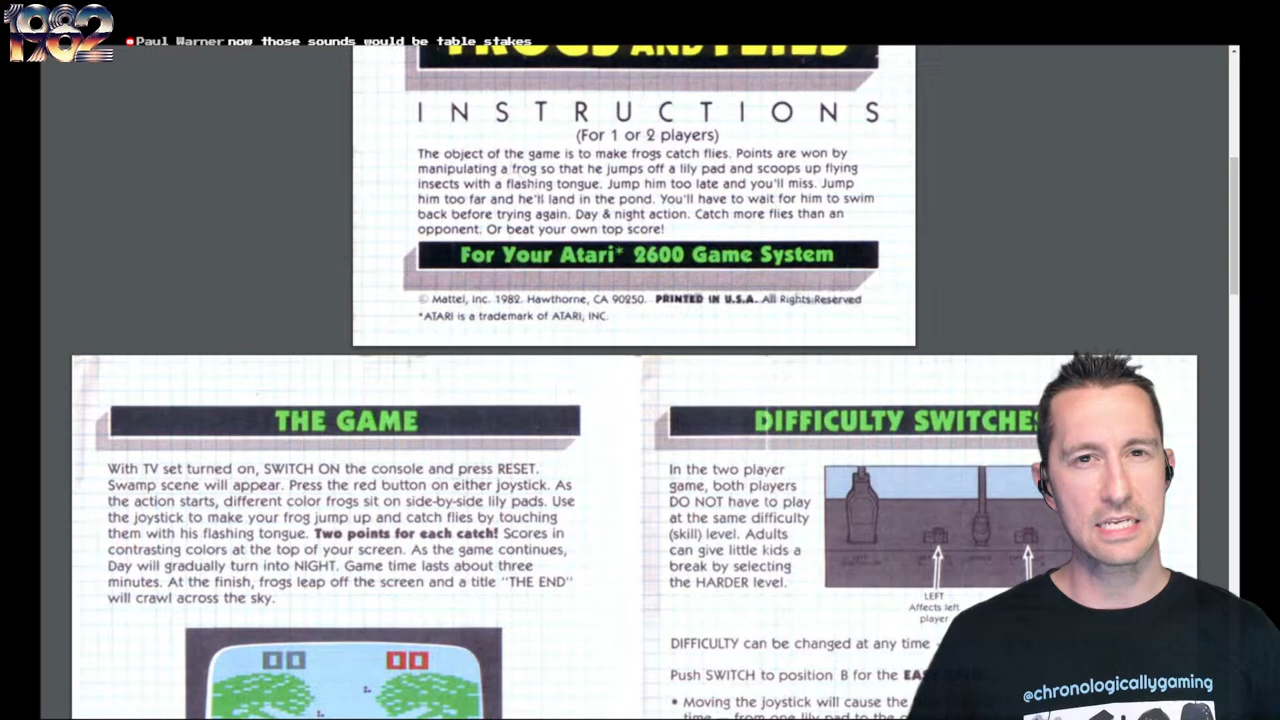 1982
Paul Warner now those sounds would be table stakes
FROGS AND FLIES
INSTRUCTIONS
(For 1 or 2 players)
The object of the game is to make frogs catch flies. Points are won by
manipulating a frog so that he jumps off a lily pad and scoops up flying
insects with a flashing tongue. Jump him too late and you'll miss. Jump
him too far and he'll land in the pond. You'll have to wait for him to swim
back before trying again. Day & night action. Catch more flies than an
opponent. Or beat your own top score!
For Your Atari* 2600 Game System
© Mattel, Inc. 1982. Hawthorne, CA 90250. PRINTED IN U.S.A. All Rights Reserved
*ATARI is a trademark of ATARI, INC.
THE GAME
With TV set turned on, SWITCH ON the console and press RESET.
Swamp scene will appear. Press the red button on either joystick. As
the action starts, different color frogs sit on side-by-side lily pads. Use
the joystick to make your frog jump up and catch flies by touching
them with his flashing tongue. Two points for each catch! Scores in
contrasting colors at the top of your screen. As the game continues,
Day will gradually turn into NIGHT. Game time lasts about three
minutes. At the finish, frogs leap off the screen and a title "THE END"
will crawl across the sky.
00 00
DIFFICULTY SWITCHES
In the two player
game, both players
DO NOT have to play
at the same difficulty
(skill) level. Adults
can give little kids a
break by selecting
the HARDER level.
LEFT
Affects left
player
DIFFICULTY can be changed at any time
Push SWITCH to position B for the
• Moving the joystick will cause the
time — from one lily pad to the
@chronologicallygaming